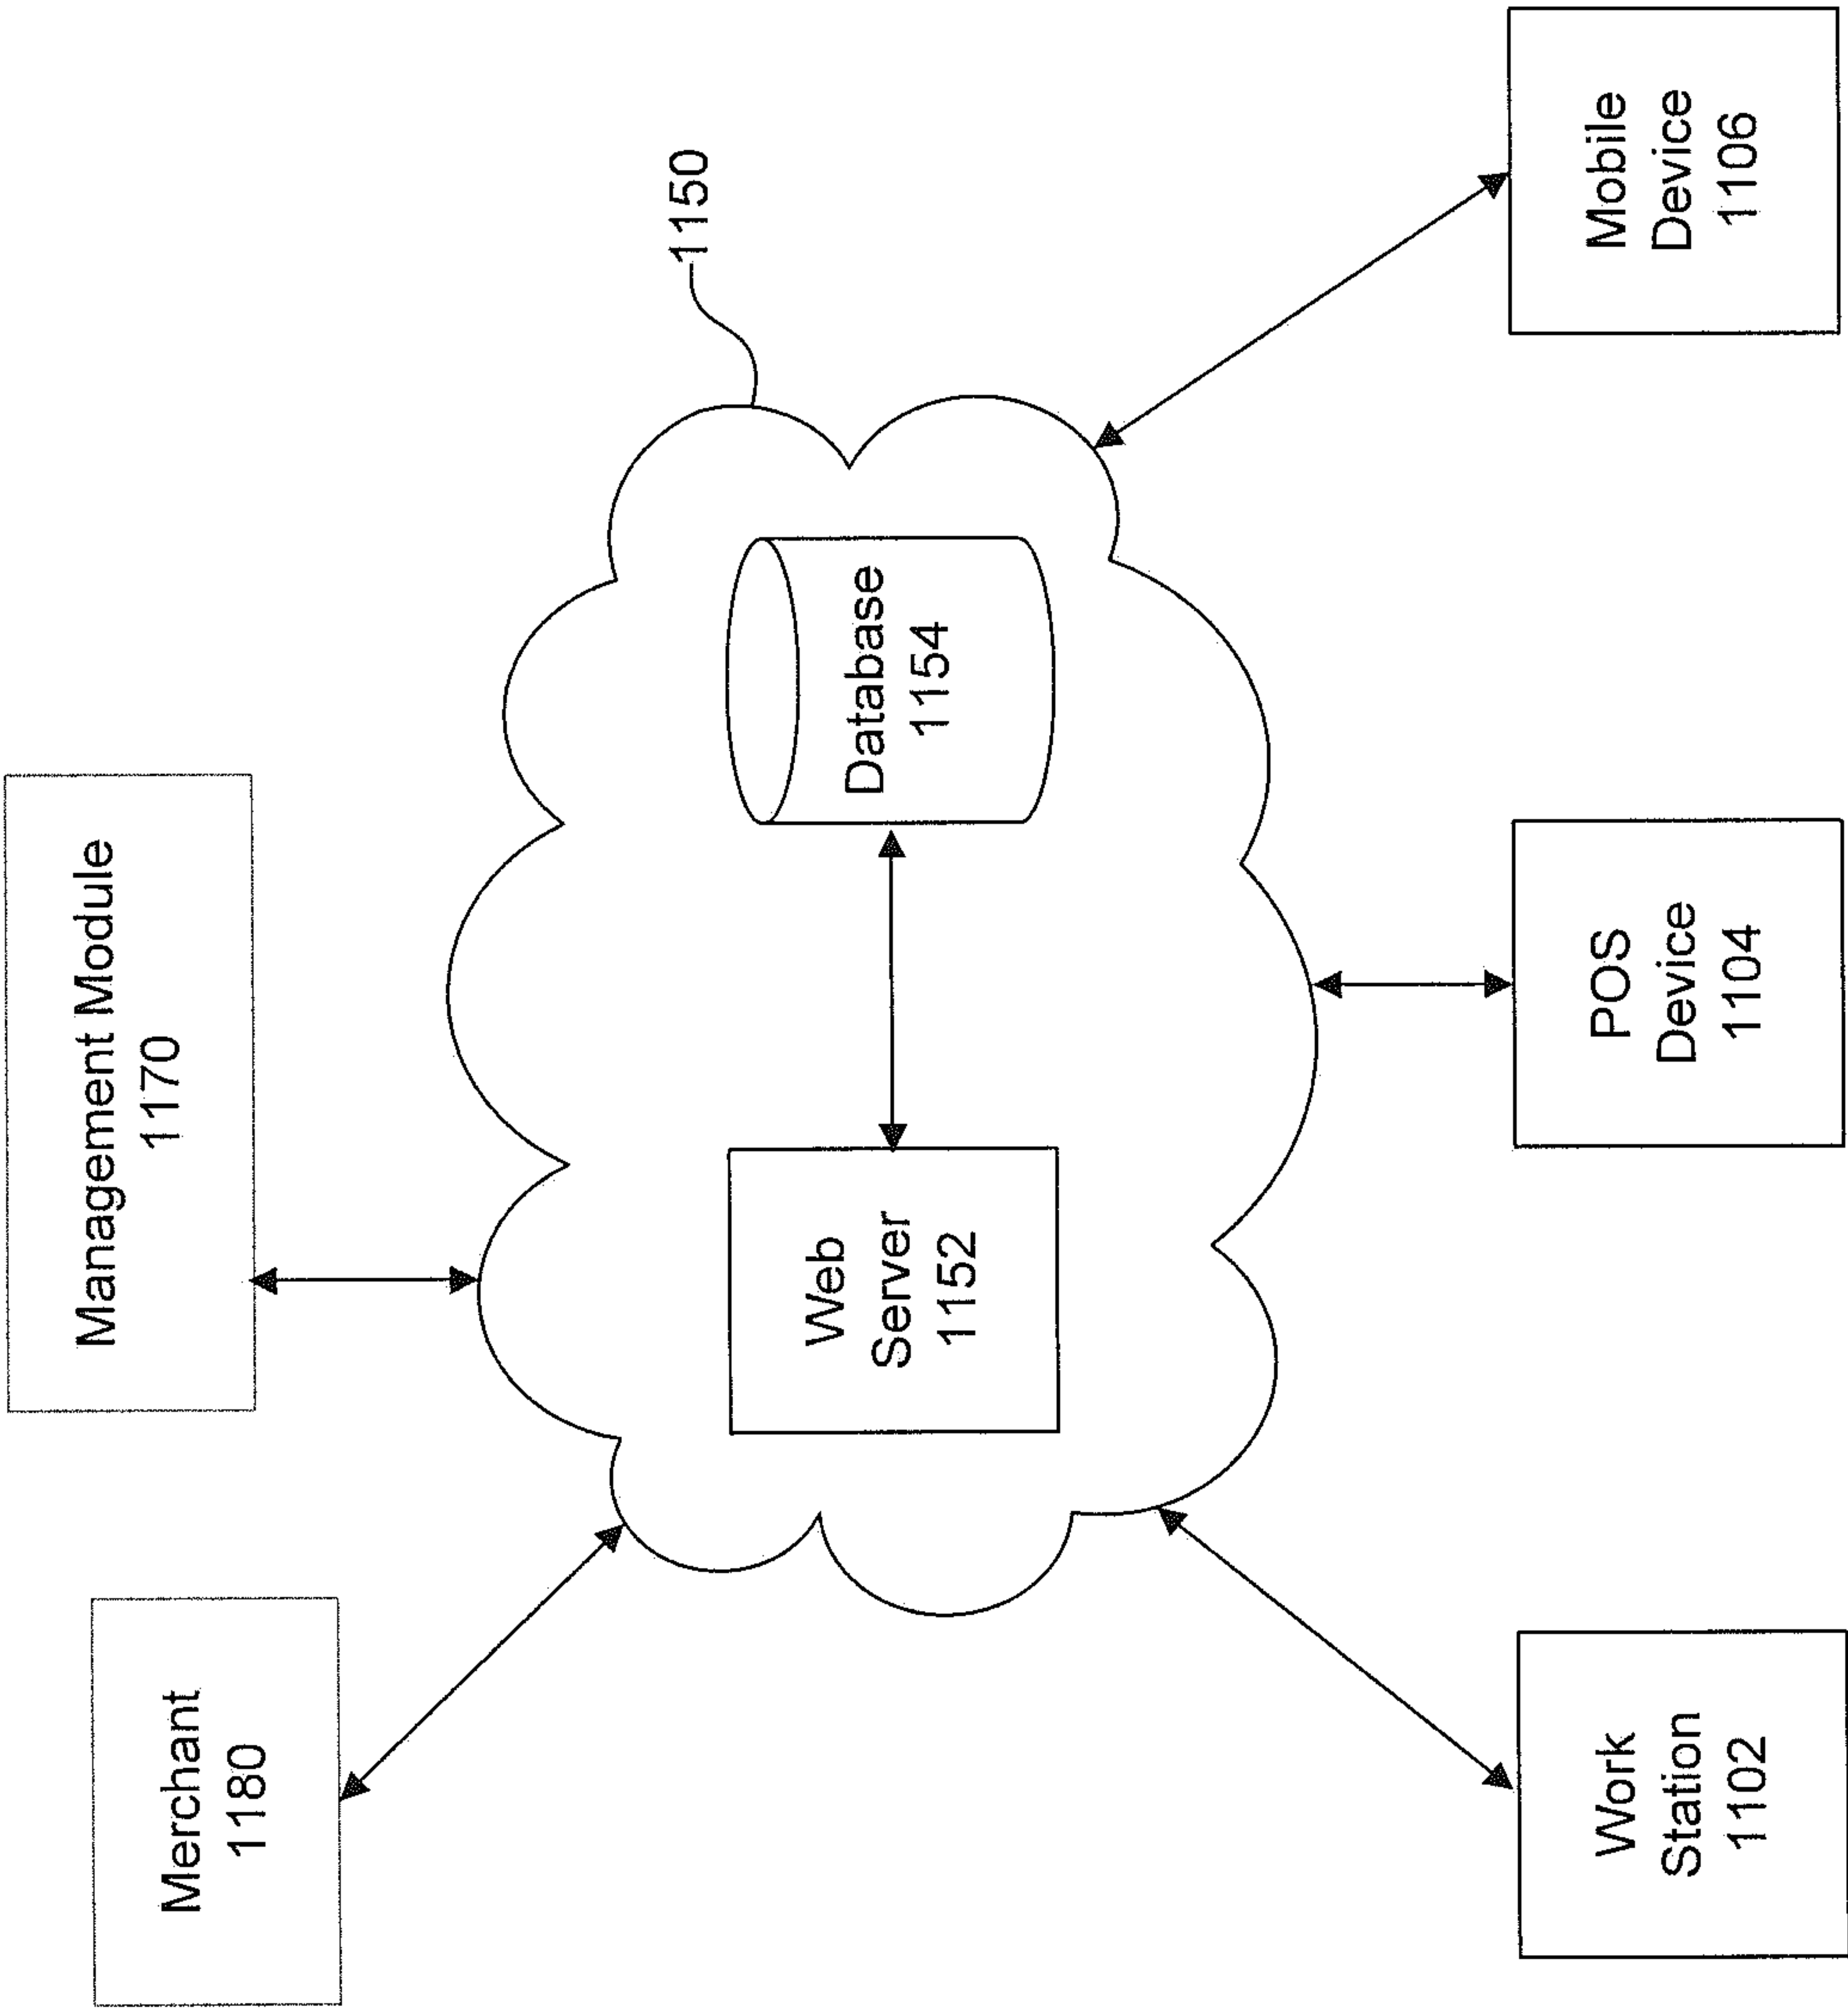 Merchant
1180
Management Module
1170
1150
Web
Server
1152
Database
1154
Work
Station
1102
POS
Device
1104
Mobile
Device
1106